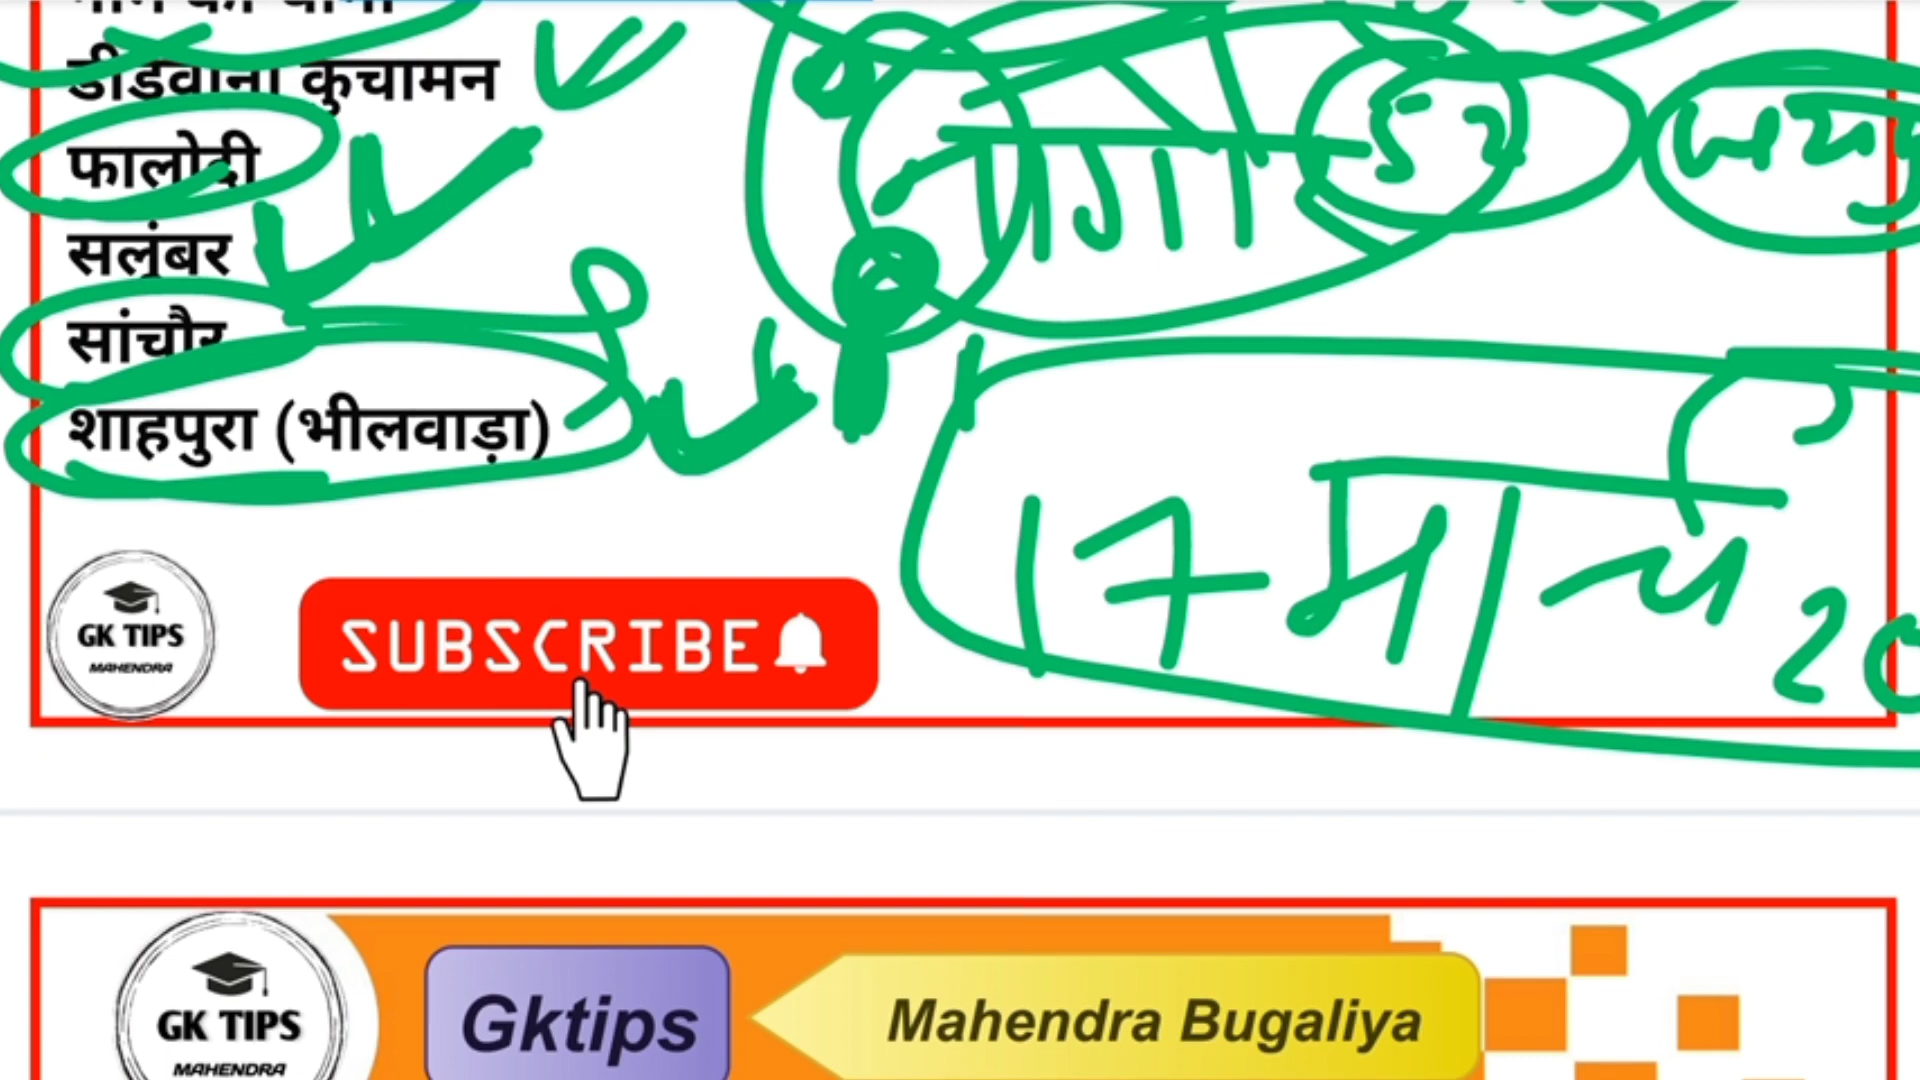 डीडवाना कुचामन
फालोदी
सलूंबर
सांचौर
शाहपुरा (भीलवाड़ा)
17 मार्च
GK TIPS
MAHENDRA
SUBSCRIBE
GK TIPS
MAHENDRA
Gktips
Mahendra Bugaliya